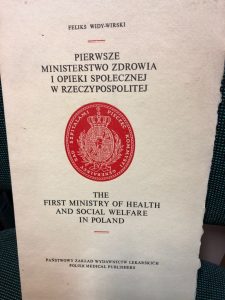 FELIKS WIDY-WIRSKI
PIERWSZE
MINISTERSTWO ZDROWIA
I OPIEKI SPOŁECZNEJ
W RZECZYPOSPOLITEJ
THE
FIRST MINISTRY OF HEALTH
AND SOCIAL WELFARE
IN POLAND
PAŃSTWOWY ZAKŁAD WYDAWNICTW LEKARSKICH
POLISH MEDICAL PUBLISHERS